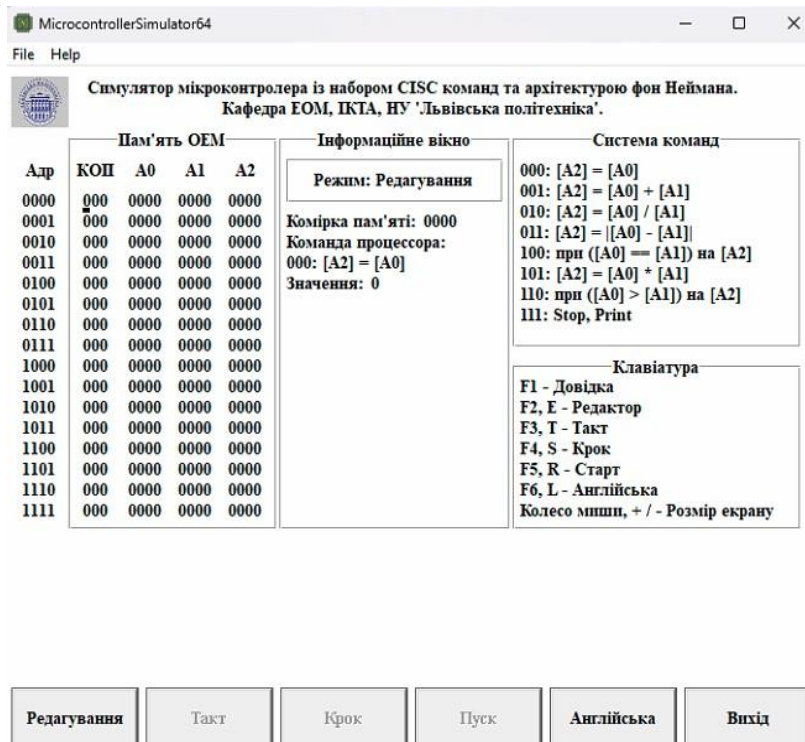 MicrocontrollerSimulator64
File Help
Симулятор мікроконтролера із набором CISC команд та архітектурою фон Неймана.
Кафедра ЕОМ, ІКТА, НУ 'Львівська політехніка'.
Пам'ять ОЕМ
Адр КОП A0 A1 A2
0000 000 0000 0000 0000
0001 000 0000 0000 0000
0010 000 0000 0000 0000
0011 000 0000 0000 0000
0100 000 0000 0000 0000
0101 000 0000 0000 0000
0110 000 0000 0000 0000
0111 000 0000 0000 0000
1000 000 0000 0000 0000
1001 000 0000 0000 0000
1010 000 0000 0000 0000
1011 000 0000 0000 0000
1100 000 0000 0000 0000
1101 000 0000 0000 0000
1110 000 0000 0000 0000
1111 000 0000 0000 0000
Інформаційне вікно
Режим: Редагування
Комірка пам'яті: 0000
Команда процессора:
000: [A2] = [A0]
Значення: 0
Система команд
000: [A2] = [A0]
001: [A2] = [A0] + [A1]
010: [A2] = [A0] / [A1]
011: [A2] = |[A0] - [A1]|
100: при ([A0] == [A1]) на [A2]
101: [A2] = [A0] * [A1]
110: при ([A0] > [A1]) на [A2]
111: Stop, Print
Клавіатура
F1 - Довідка
F2, E - Редактор
F3, T - Такт
F4, S - Крок
F5, R - Старт
F6, L - Англійська
Колесо миши, + / - Розмір екрану
Редагування Такт Крок Пуск Англійська Вихід